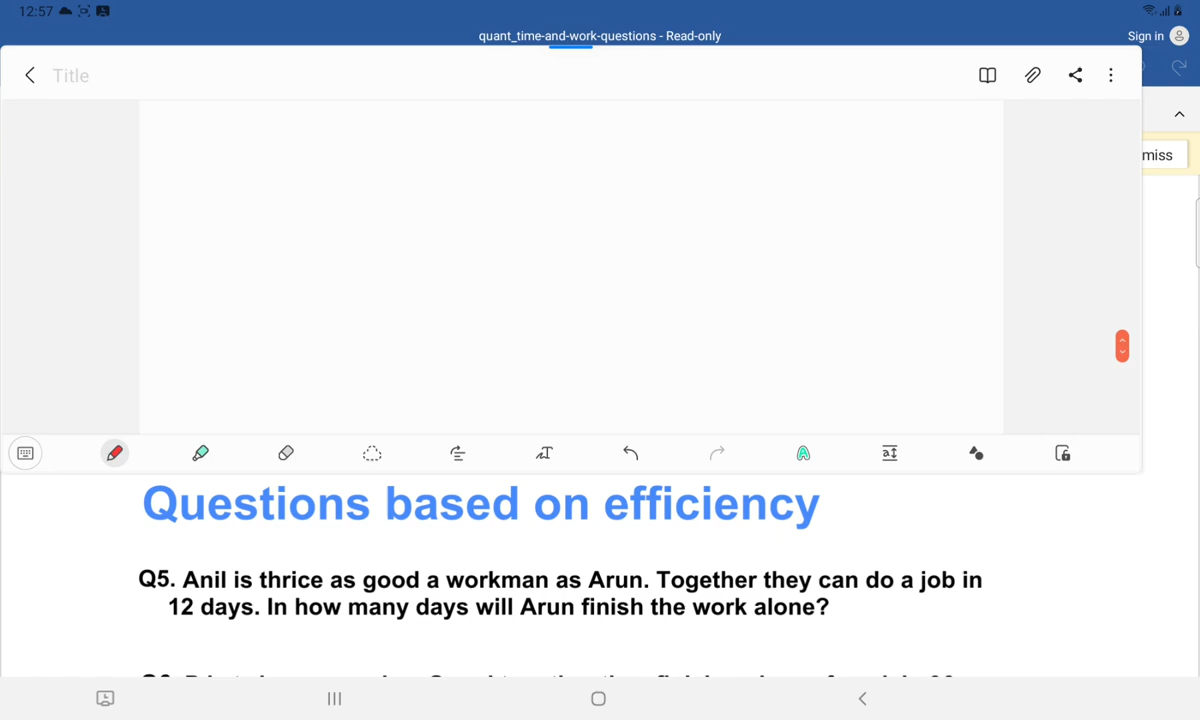 12:57
quant_time-and-work-questions - Read-only
Sign in
Title
miss
Questions based on efficiency
Q5. Anil is thrice as good a workman as Arun. Together they can do a job in
12 days. In how many days will Arun finish the work alone?